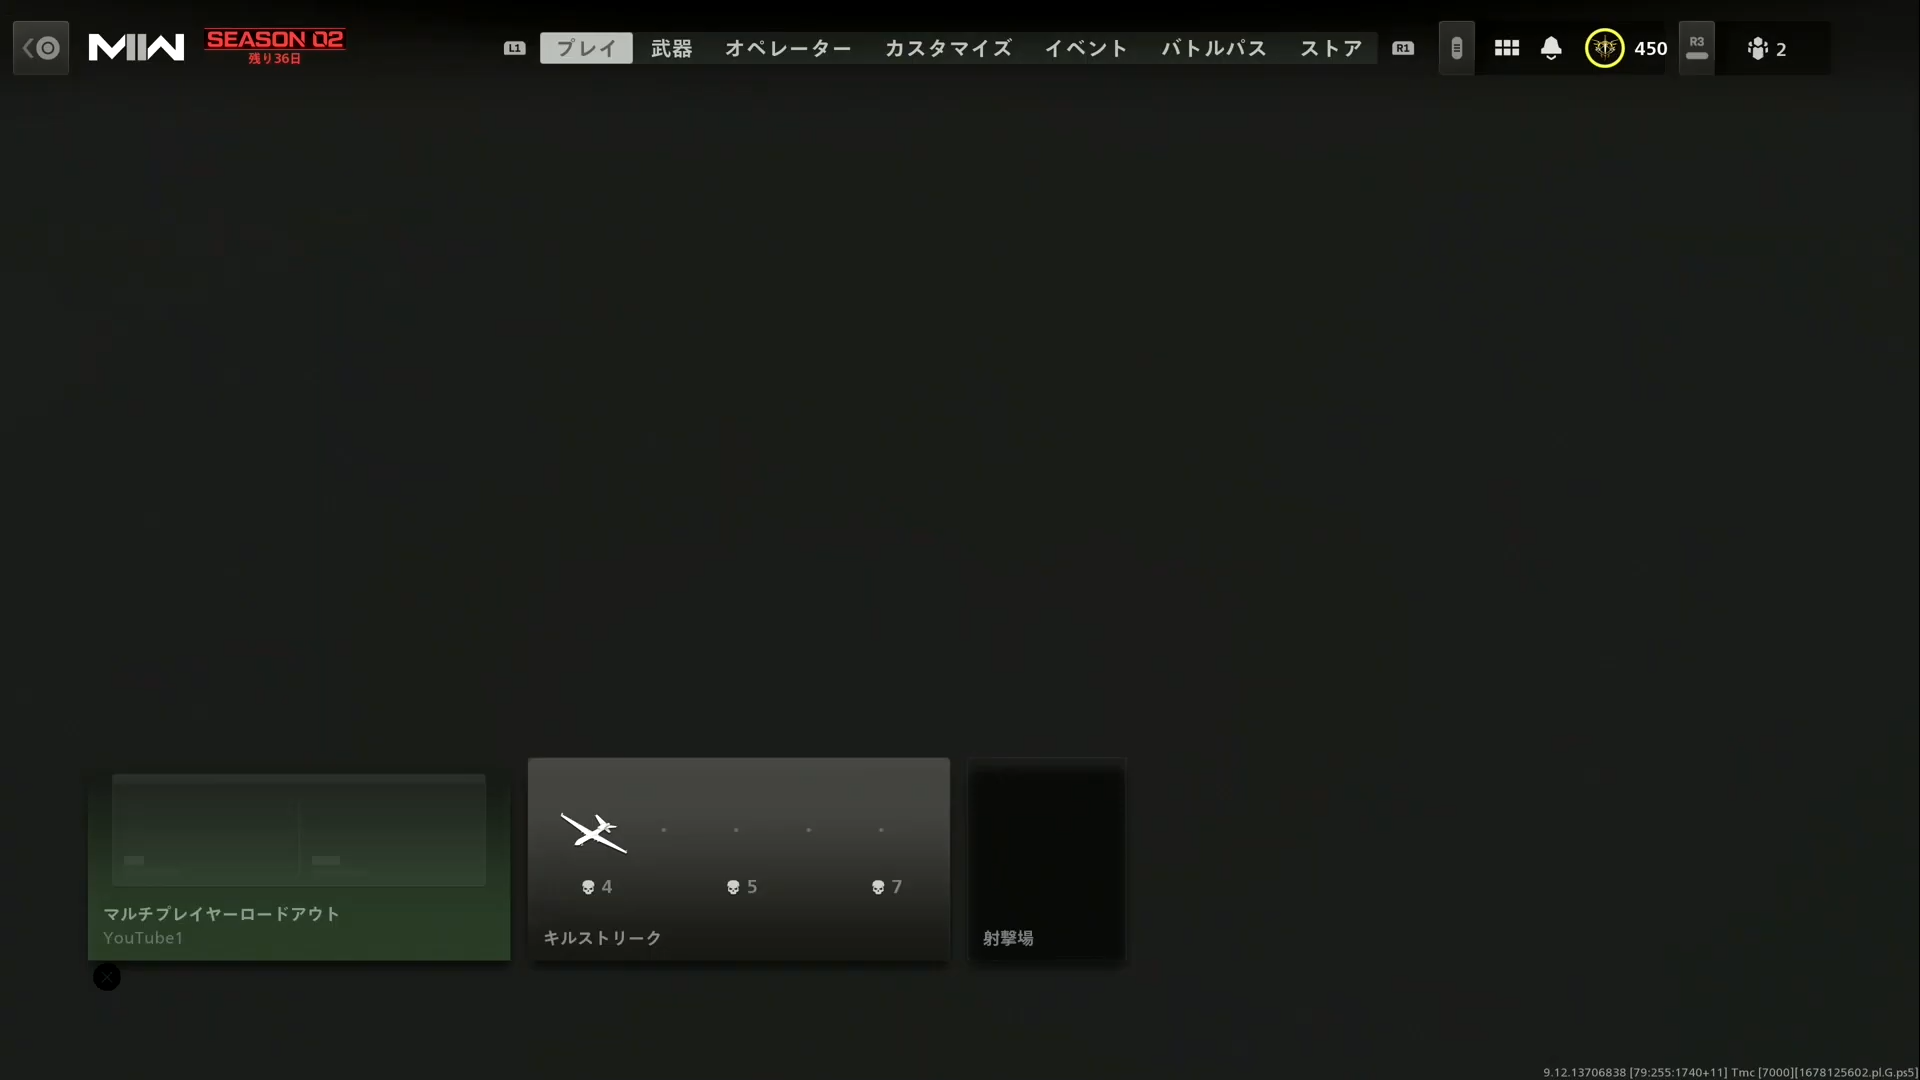 MWII
SEASON 02
残り36日
L1
プレイ
武器
オペレーター
カスタマイズ
イベント
バトルパス
ストア
R1
450
R3
2
4
5
7
マルチプレイヤーロードアウト
YouTube1
キルストリーク
射撃場
9.12.13706838 [79:255:1740+11] Tmc [7000][1678125602.pl.G.ps5]